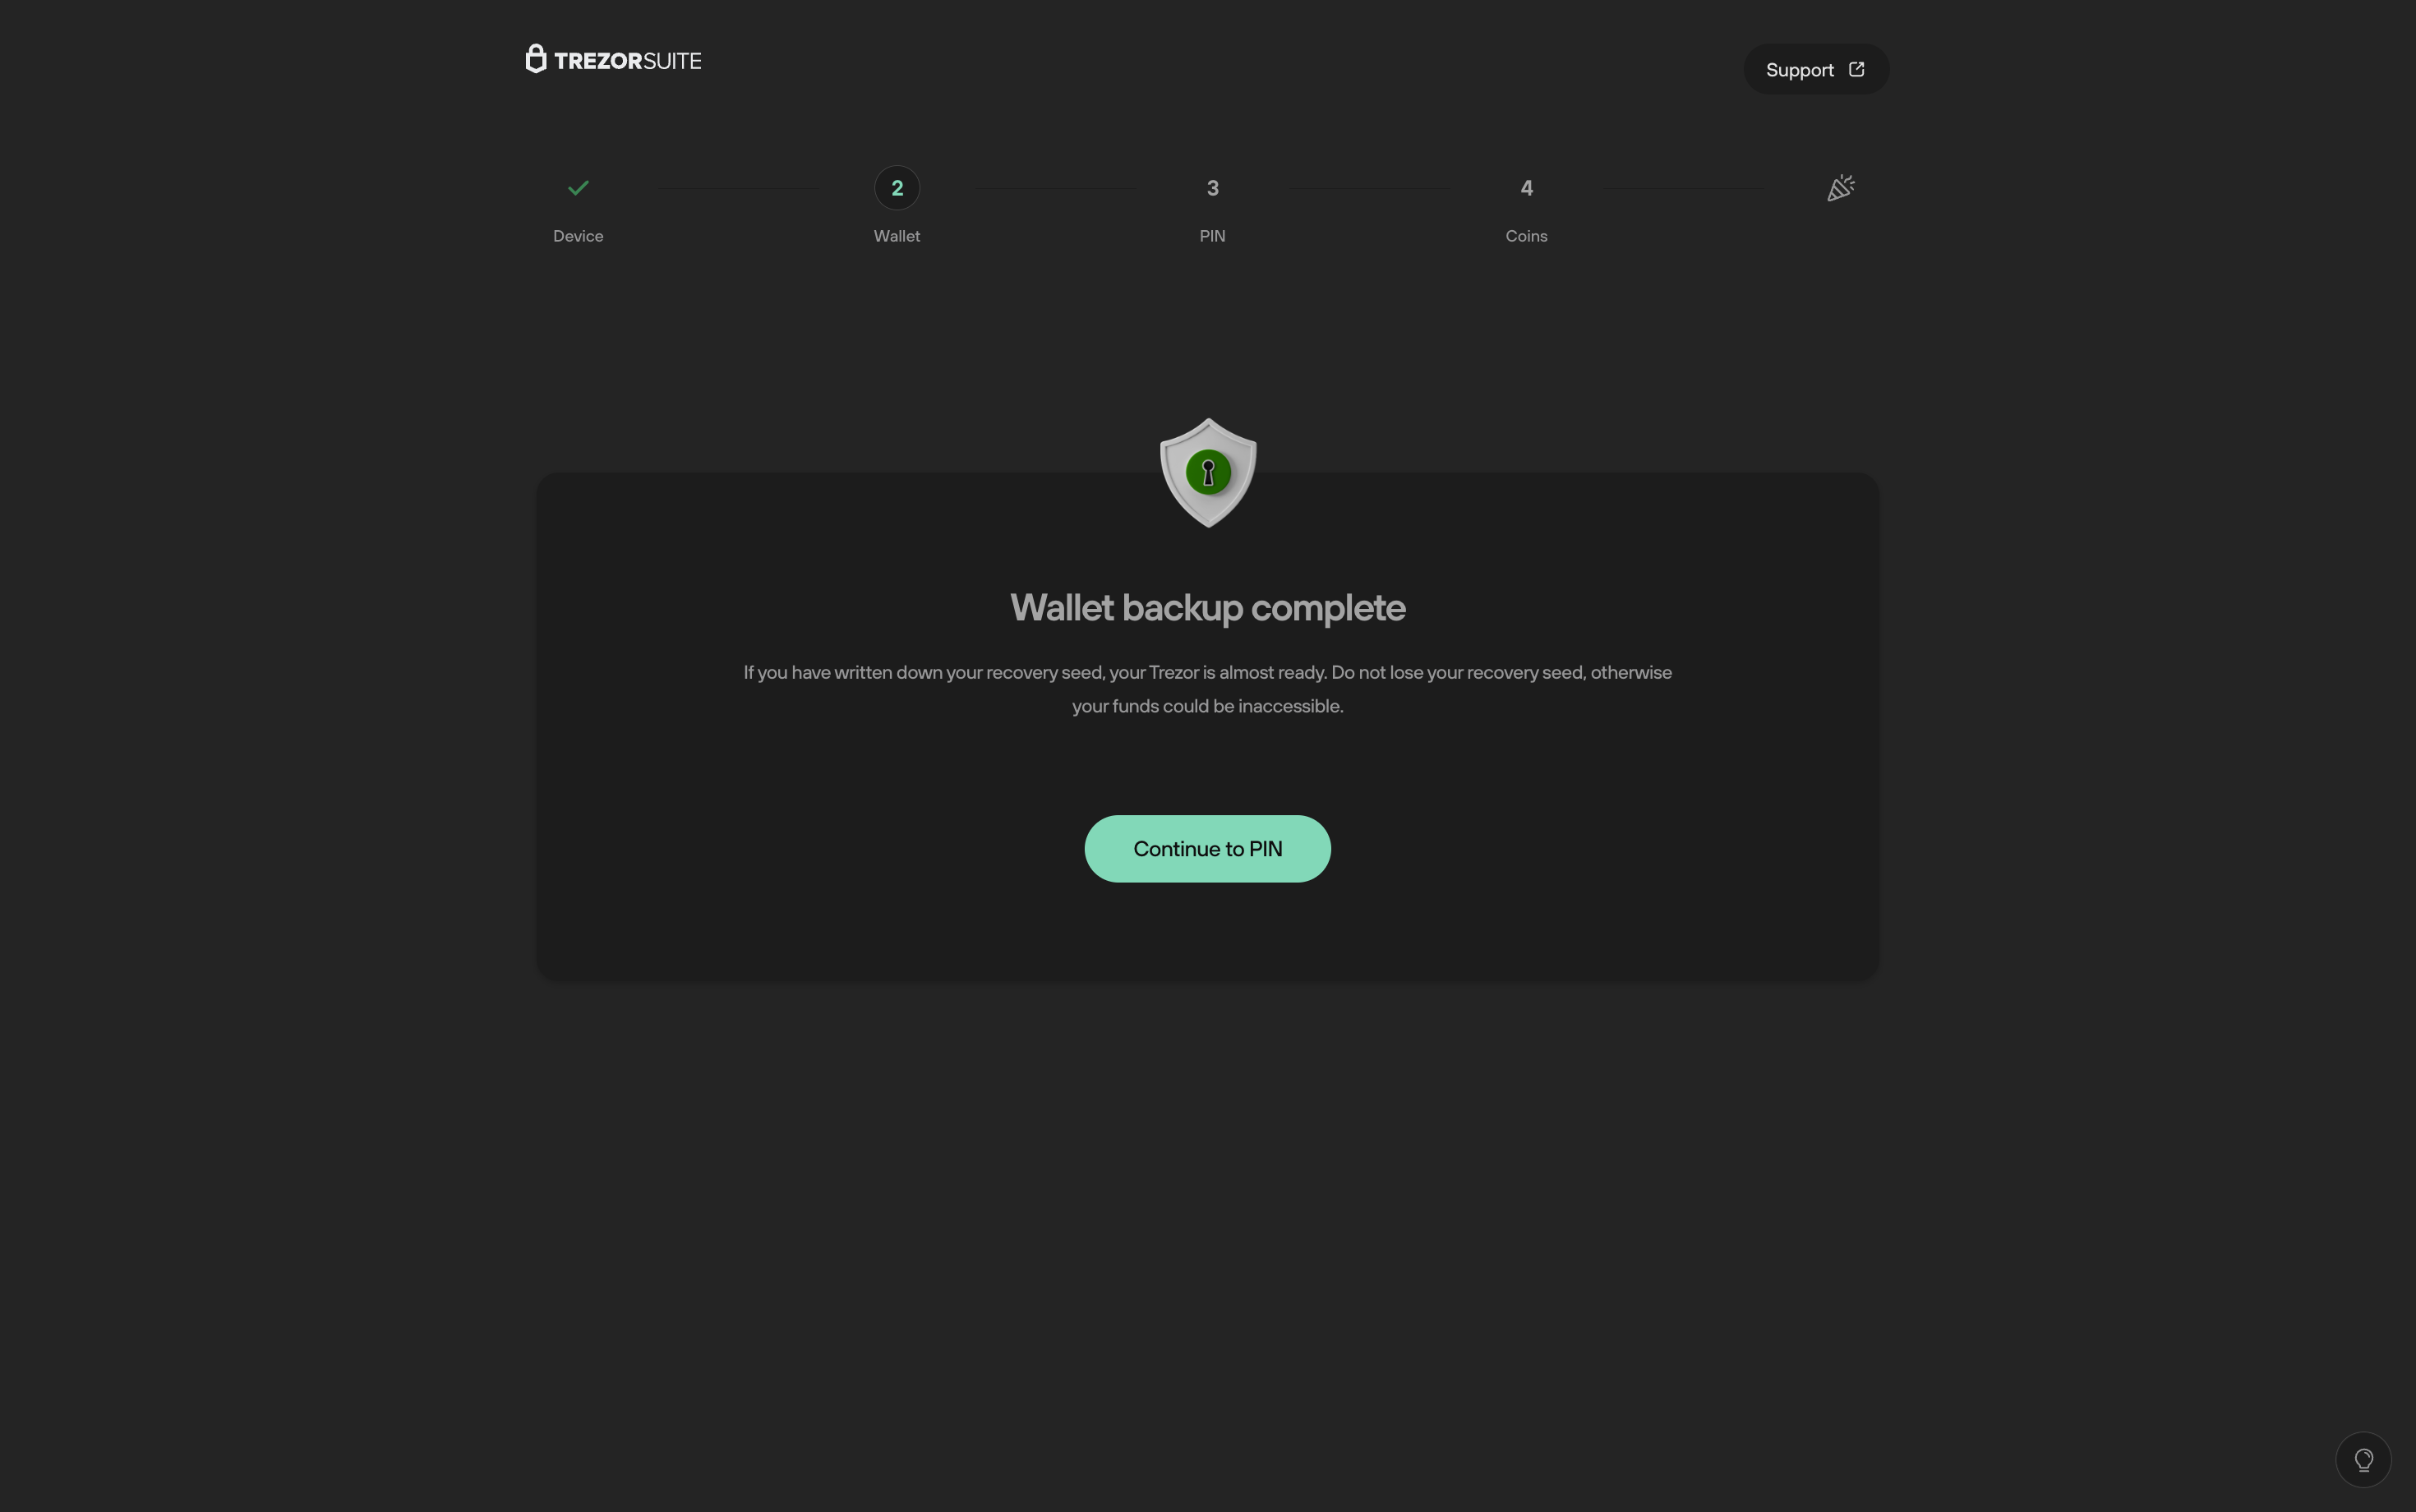 TREZORSUITE
Support
2
3
4
Device
Wallet
PIN
Coins
Wallet backup complete
If you have written down your recovery seed, your Trezor is almost ready. Do not lose your recovery seed, otherwise
your funds could be inaccessible.
Continue to PIN